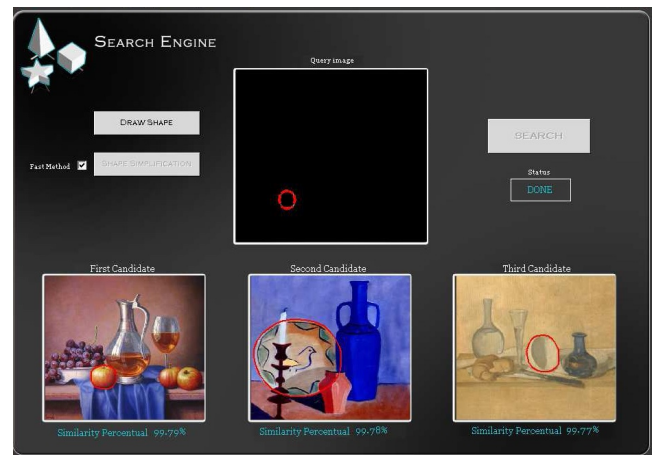 SEARCH ENGINE
Query image
DRAW SHAPE
Fast Method
SHAPE SIMPLIFICATION
SEARCH
Status
DONE
First Candidate
Second Candidate
Third Candidate
Similarity Percentual 99.79%
Similarity Percentual 99.78%
Similarity Percentual 99.77%